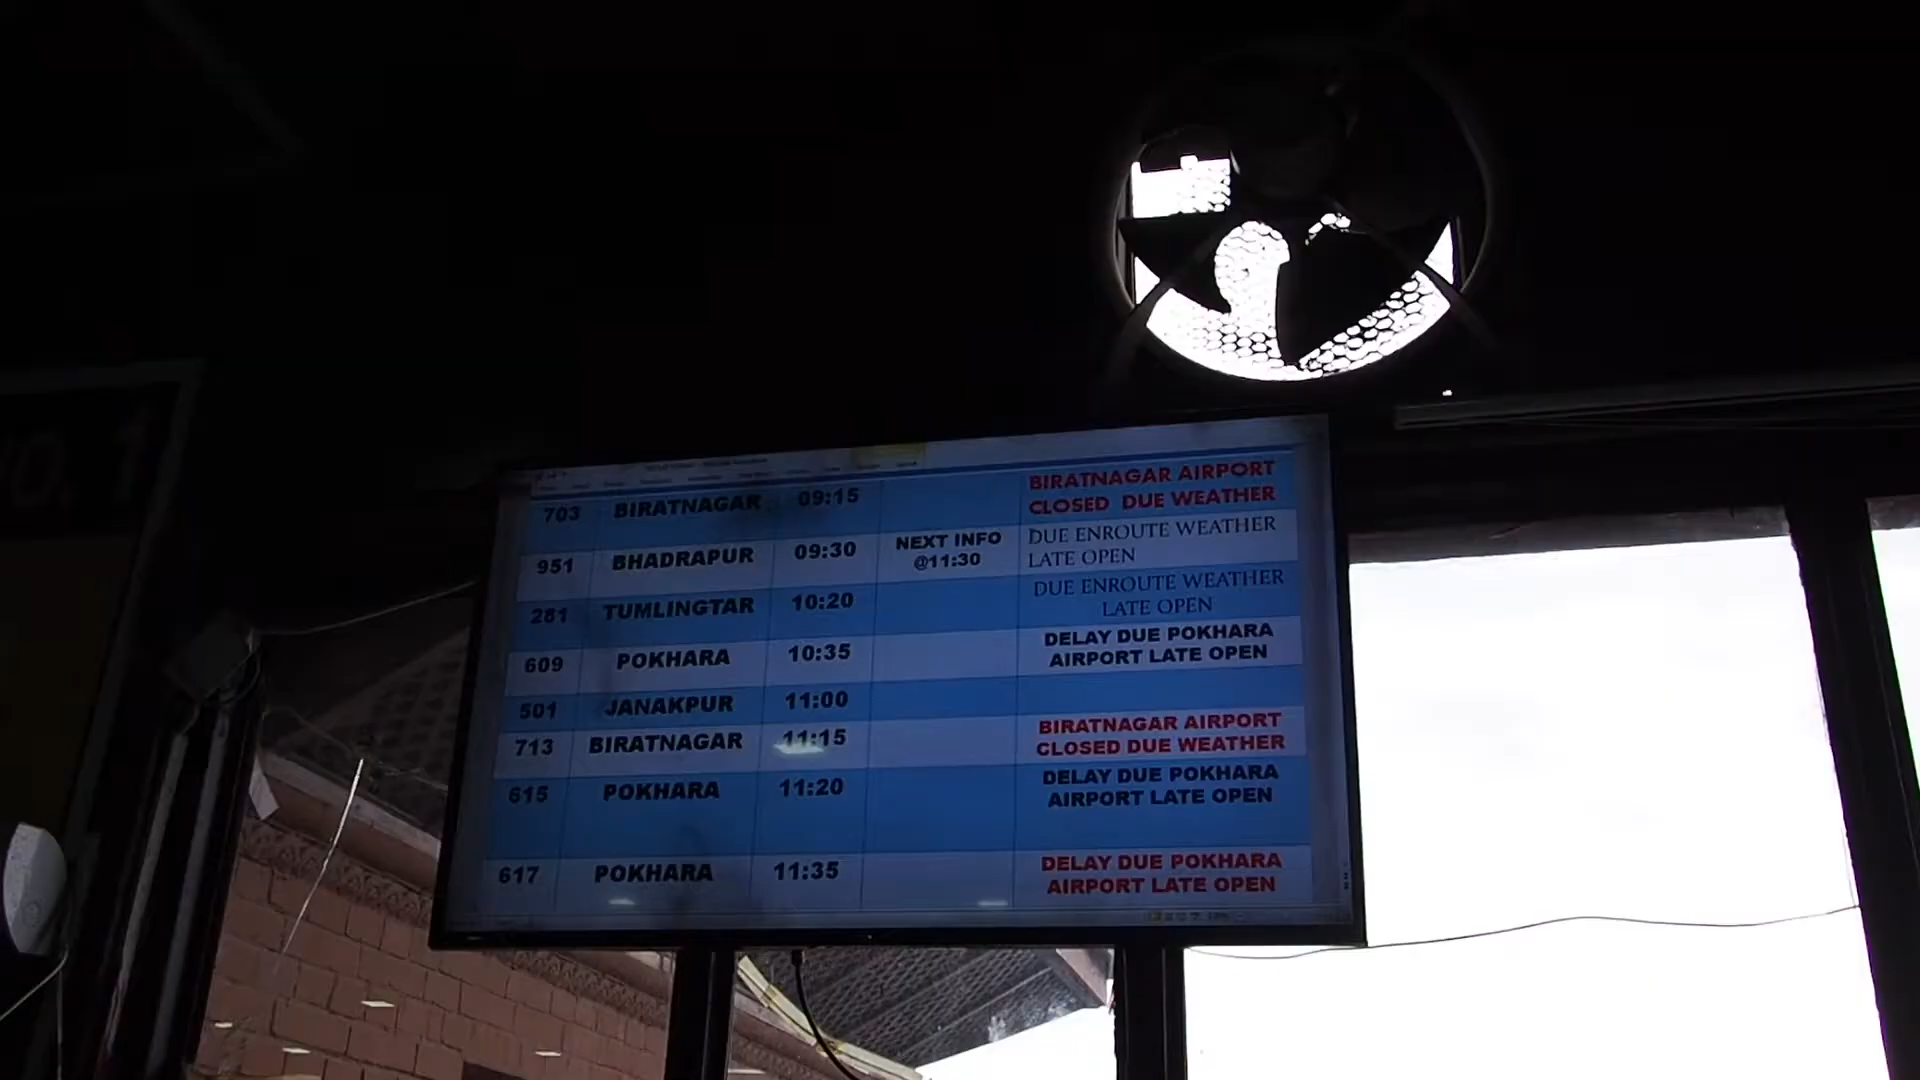 NO. 1
703 BIRATNAGAR 09:15 BIRATNAGAR AIRPORT
CLOSED DUE WEATHER
951 BHADRAPUR 09:30 NEXT INFO
@11:30 DUE ENROUTE WEATHER
LATE OPEN
281 TUMLINGTAR 10:20 DUE ENROUTE WEATHER
LATE OPEN
609 POKHARA 10:35 DELAY DUE POKHARA
AIRPORT LATE OPEN
501 JANAKPUR 11:00
713 BIRATNAGAR 11:15 BIRATNAGAR AIRPORT
CLOSED DUE WEATHER
615 POKHARA 11:20 DELAY DUE POKHARA
AIRPORT LATE OPEN
617 POKHARA 11:35 DELAY DUE POKHARA
AIRPORT LATE OPEN